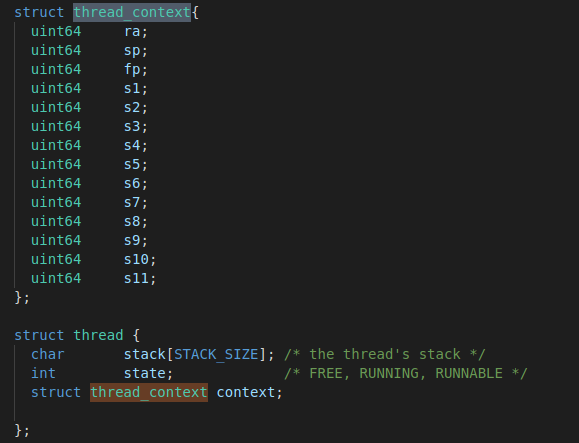 struct thread_context{
  uint64     ra;
  uint64     sp;
  uint64     fp;
  uint64     s1;
  uint64     s2;
  uint64     s3;
  uint64     s4;
  uint64     s5;
  uint64     s6;
  uint64     s7;
  uint64     s8;
  uint64     s9;
  uint64     s10;
  uint64     s11;
};
struct thread {
  char       stack[STACK_SIZE]; /* the thread's stack */
  int        state;             /* FREE, RUNNING, RUNNABLE */
  struct thread_context context;
};